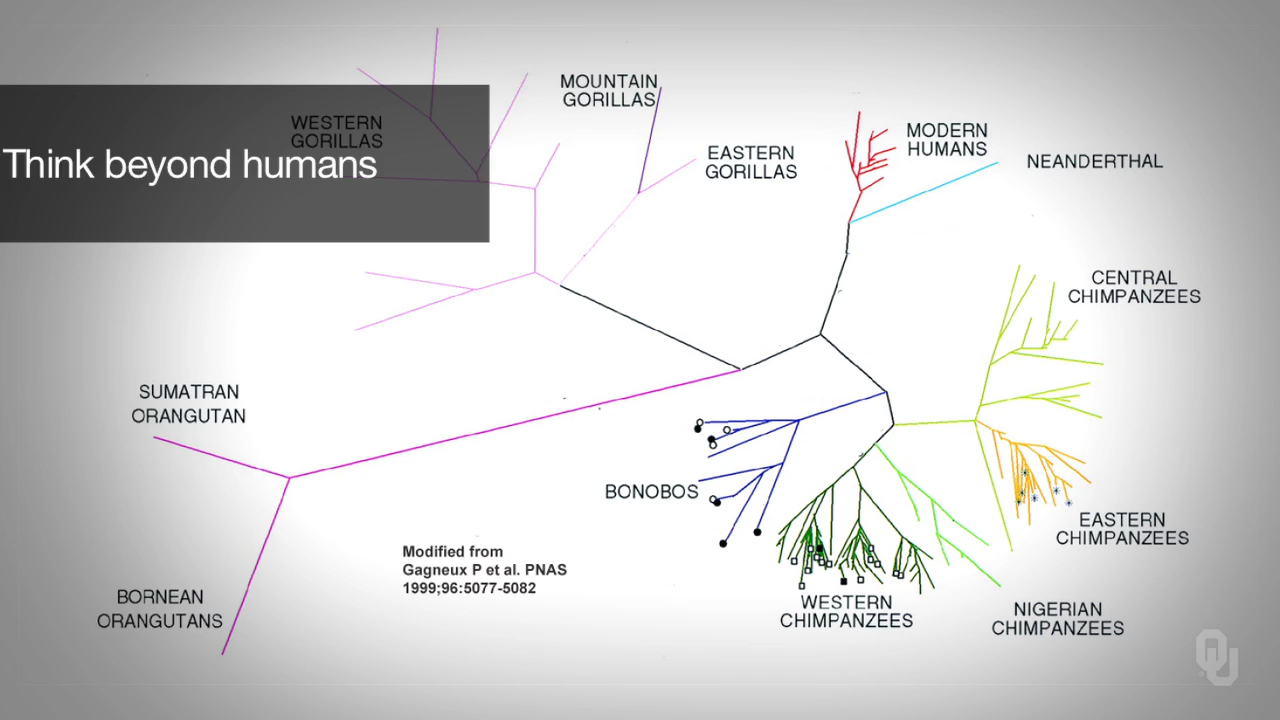 WESTERN
GORILLAS
Think beyond humans
MOUNTAIN
GORILLAS
EASTERN
GORILLAS
MODERN
HUMANS
NEANDERTHAL
CENTRAL
CHIMPANZEES
SUMATRAN
ORANGUTAN
BONOBOS
EASTERN
CHIMPANZEES
Modified from
Gagneux P et al. PNAS
1999;96:5077-5082
BORNEAN
ORANGUTANS
WESTERN
CHIMPANZEES
NIGERIAN
CHIMPANZEES
OU